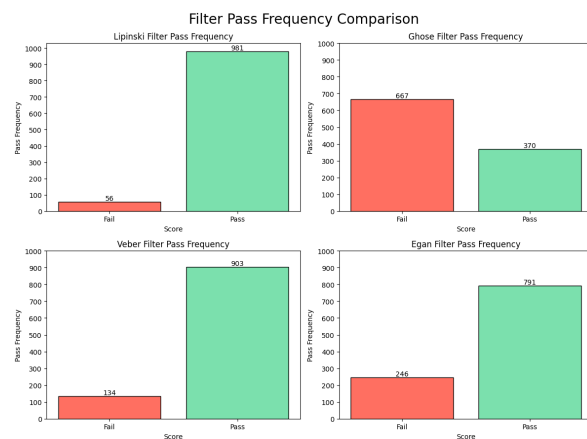 Filter Pass Frequency Comparison
Lipinski Filter Pass Frequency
Pass Frequency
1000
900
800
700
600
500
400
300
200
100
0
56
981
Fail
Pass
Score
Ghose Filter Pass Frequency
Pass Frequency
1000
900
800
700
600
500
400
300
200
100
0
667
370
Fail
Pass
Score
Veber Filter Pass Frequency
Pass Frequency
1000
900
800
700
600
500
400
300
200
100
0
134
903
Fail
Pass
Score
Egan Filter Pass Frequency
Pass Frequency
1000
900
800
700
600
500
400
300
200
100
0
246
791
Fail
Pass
Score